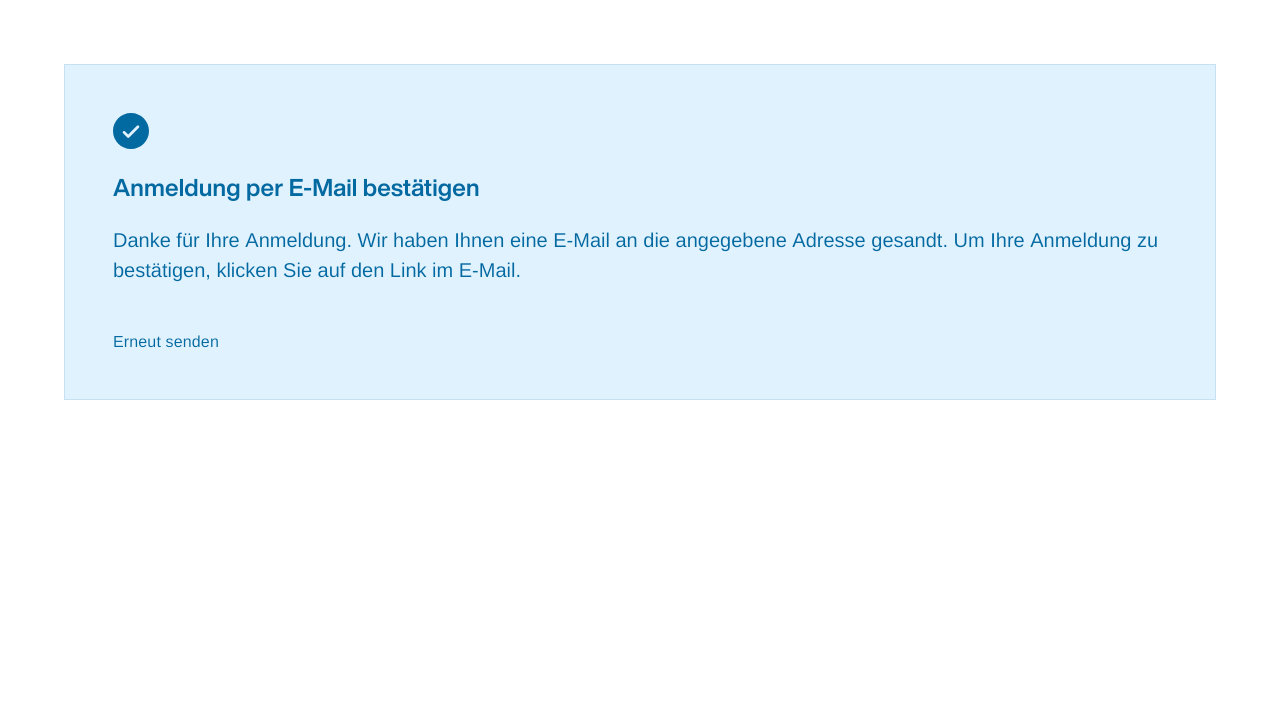 Anmeldung per E-Mail bestätigen
Danke für Ihre Anmeldung. Wir haben Ihnen eine E-Mail an die angegebene Adresse gesandt. Um Ihre Anmeldung zu
bestätigen, klicken Sie auf den Link im E-Mail.
Erneut senden